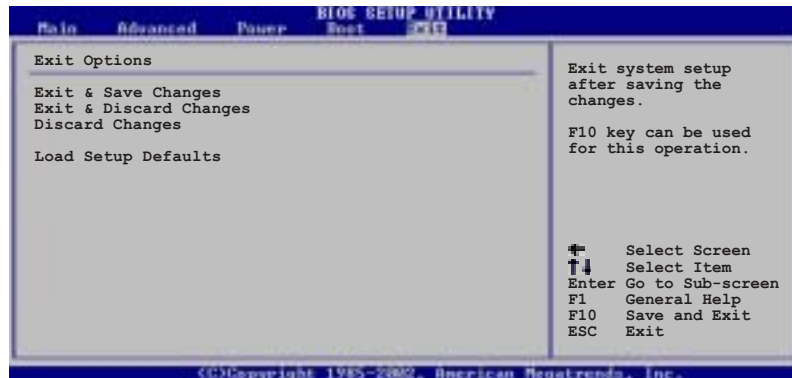 BIOS SETUP UTILITY
Main Advanced Power Boot Exit
Exit Options
Exit & Save Changes
Exit & Discard Changes
Discard Changes
Load Setup Defaults
Exit system setup
after saving the
changes.
F10 key can be used
for this operation.
Select Screen
↑↓ Select Item
Enter Go to Sub-screen
F1 General Help
F10 Save and Exit
ESC Exit
(C)Copyright 1985-2002, American Megatrends, Inc.